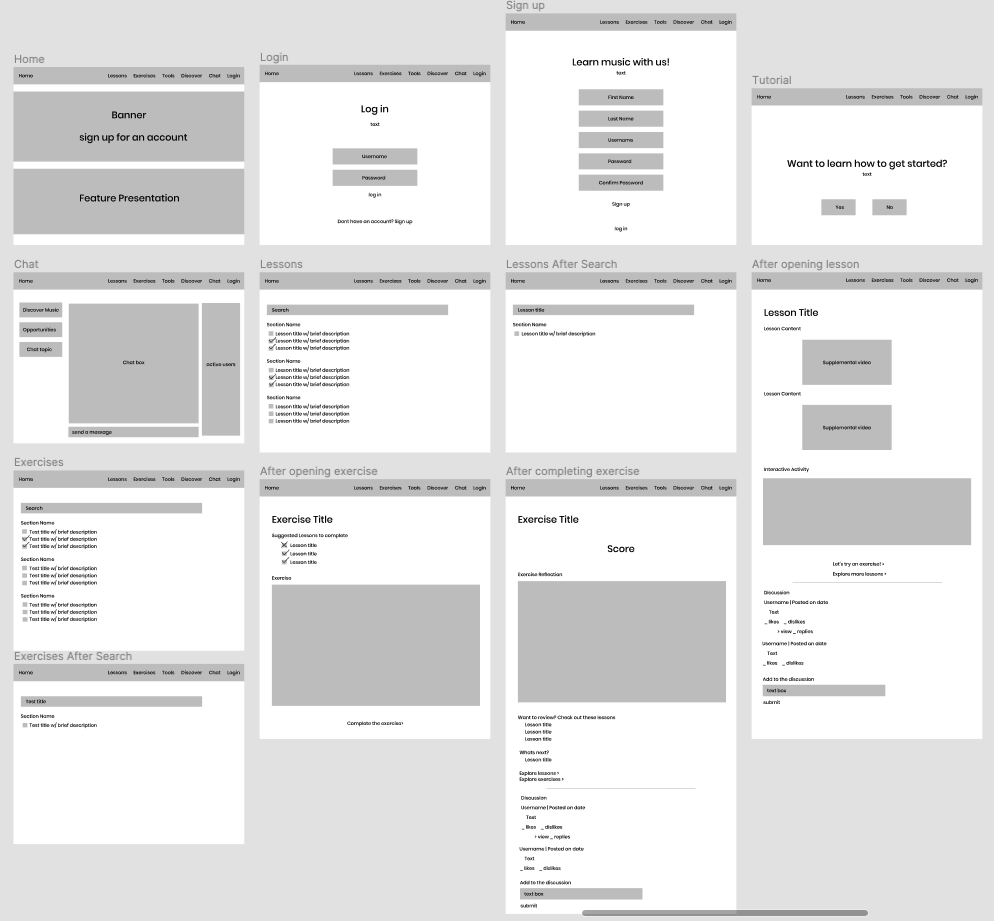 Sign up
Home Lessons Exercises Tools Discover Chat Login
Learn music with us!
text
First Name
Last Name
Username
Password
Confirm Password
Sign up
log in
Home
Home Lessons Exercises Tools Discover Chat Login
Banner
sign up for an account
Feature Presentation
Login
Home Lessons Exercises Tools Discover Chat Login
Log in
text
Username
Password
log in
Dont have an account? Sign up
Tutorial
Home Lessons Exercises Tools Discover Chat Login
Want to learn how to get started?
text
Yes No
Chat
Home Lessons Exercises Tools Discover Chat Login
Discover Music
Opportunities
Chat topic
Chat box
active users
send a message
Lessons
Home Lessons Exercises Tools Discover Chat Login
Search
Section Name
Lesson title w/ brief description
Lesson title w/ brief description
Lesson title w/ brief description
Section Name
Lesson title w/ brief description
Lesson title w/ brief description
Lesson title w/ brief description
Section Name
Lesson title w/ brief description
Lesson title w/ brief description
Lesson title w/ brief description
Lessons After Search
Home Lessons Exercises Tools Discover Chat Login
Lesson title
Section Name
Lesson title w/ brief description
After opening lesson
Home Lessons Exercises Tools Discover Chat Login
Lesson Title
Lesson Content
Supplemental video
Lesson Content
Supplemental video
Interactive Activity
Let's try an exercise! >
Explore more lessons >
Discussion
Username | Posted on date
Text
_ likes _ dislikes
> view _ replies
Username | Posted on date
Text
_ likes _ dislikes
Add to the discussion
text box
submit
Exercises
Home Lessons Exercises Tools Discover Chat Login
Search
Section Name
Test title w/ brief description
Test title w/ brief description
Test title w/ brief description
Section Name
Test title w/ brief description
Test title w/ brief description
Test title w/ brief description
Section Name
Test title w/ brief description
Test title w/ brief description
Test title w/ brief description
Exercises After Search
Home Lessons Exercises Tools Discover Chat Login
Test title
Section Name
Test title w/ brief description
After opening exercise
Home Lessons Exercises Tools Discover Chat Login
Exercise Title
Suggested Lessons to complete
Lesson title
Lesson title
Lesson title
Exercise
Complete the exercise>
After completing exercise
Home Lessons Exercises Tools Discover Chat Login
Exercise Title
Score
Exercise Reflection
Want to review? Check out these lessons
Lesson title
Lesson title
Lesson title
Whats next?
Lesson title
Explore lessons >
Explore exercises >
Discussion
Username | Posted on date
Text
_ likes _ dislikes
> view _ replies
Username | Posted on date
Text
_ likes _ dislikes
Add to the discussion
text box
submit